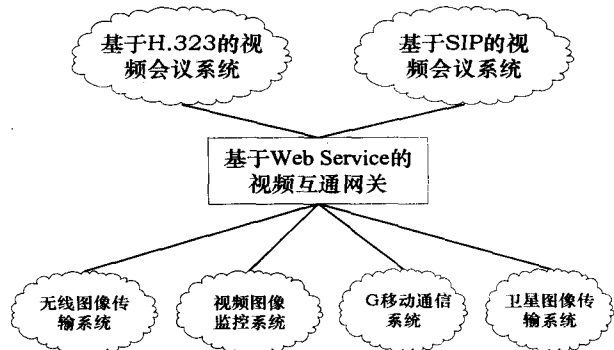 基于H.323的视
频会议系统
基于SIP的视
频会议系统
基于Web Service的
视频互通网关
无线图像传
输系统
视频图像
监控系统
G移动通信
系统
卫星图像传
输系统